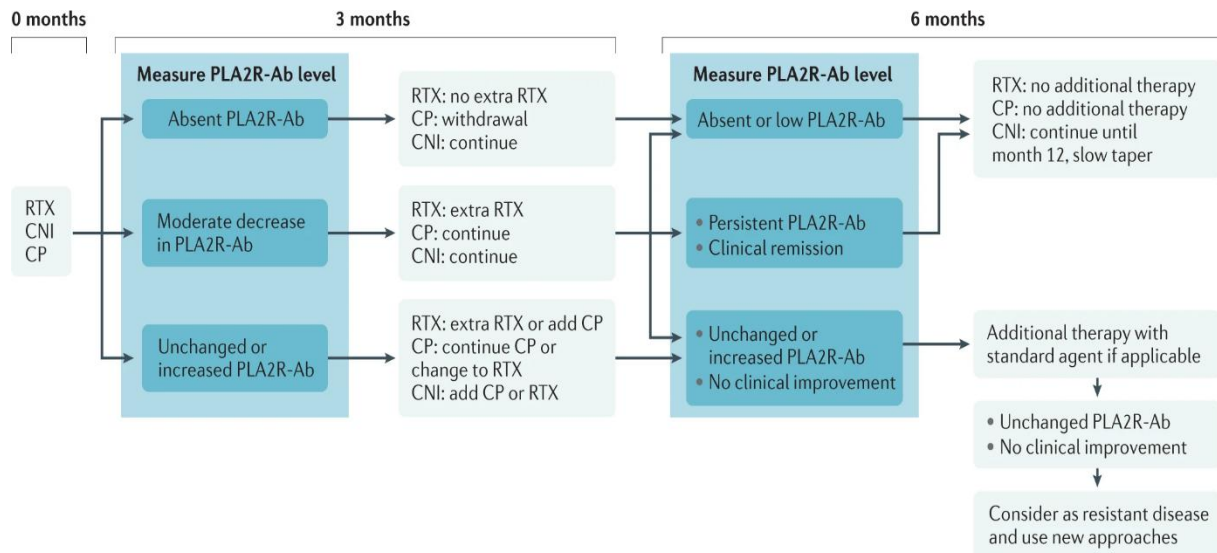 0 months
3 months
6 months
RTX
CNI
CP
Measure PLA2R-Ab level
Absent PLA2R-Ab
Moderate decrease
in PLA2R-Ab
Unchanged or
increased PLA2R-Ab
RTX: no extra RTX
CP: withdrawal
CNI: continue
RTX: extra RTX
CP: continue
CNI: continue
RTX: extra RTX or add CP
CP: continue CP or
change to RTX
CNI: add CP or RTX
Measure PLA2R-Ab level
Absent or low PLA2R-Ab
• Persistent PLA2R-Ab
• Clinical remission
• Unchanged or
increased PLA2R-Ab
• No clinical improvement
RTX: no additional therapy
CP: no additional therapy
CNI: continue until
month 12, slow taper
Additional therapy with
standard agent if applicable
• Unchanged PLA2R-Ab
• No clinical improvement
Consider as resistant disease
and use new approaches